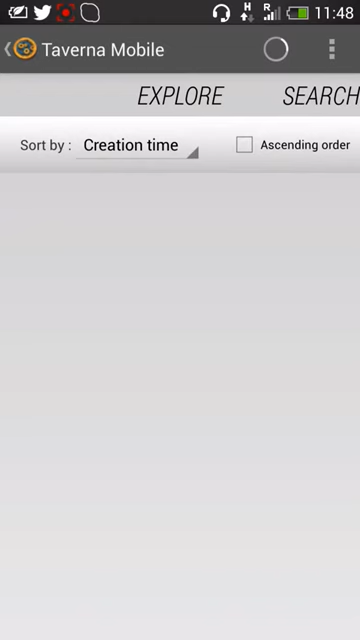 H R 11:48
Taverna Mobile
EXPLORE SEARCH
Sort by : Creation time Ascending order